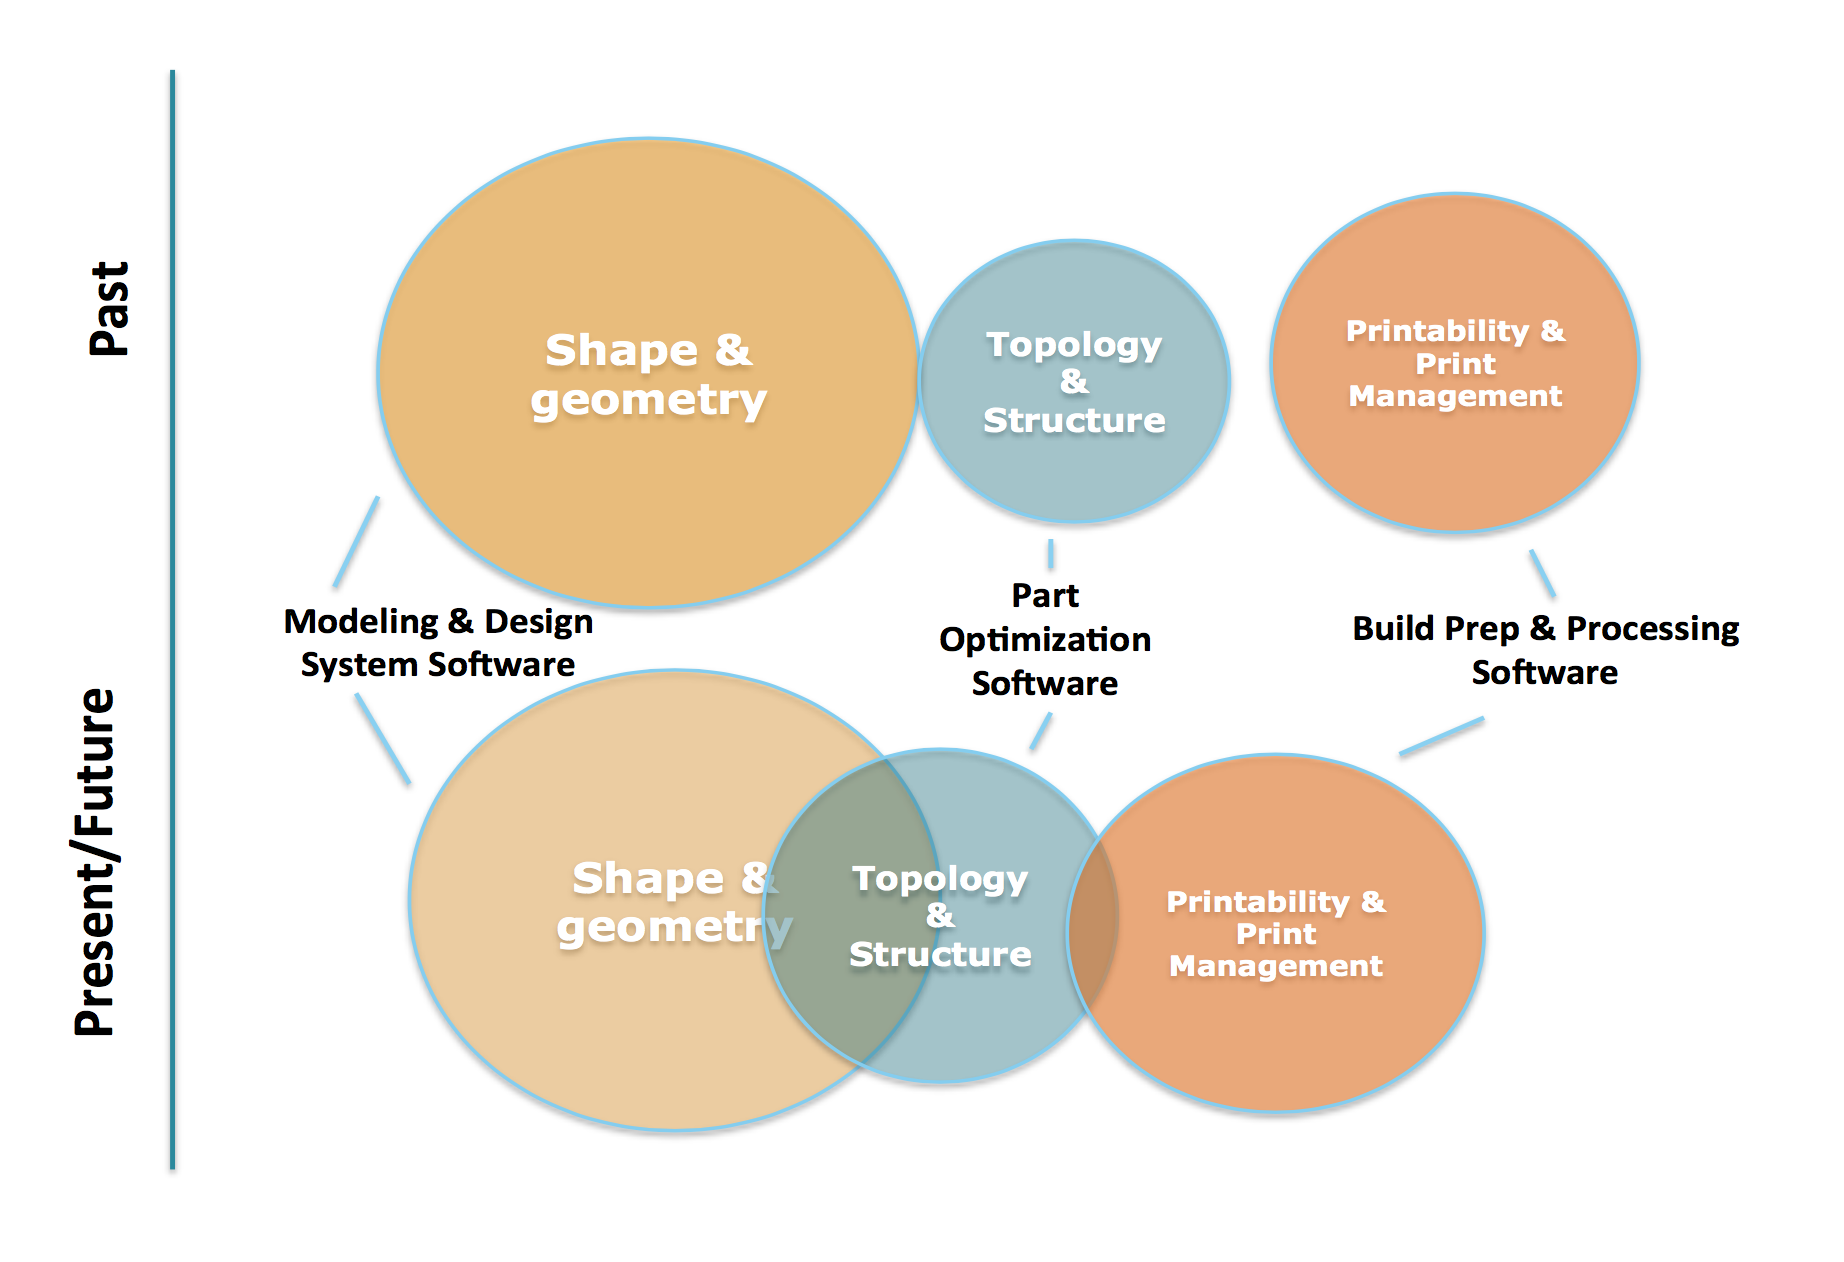 Past
Shape &
geometry
Topology
&
Structure
Printability &
Print
Management
Modeling & Design
System Software
Part
Optimization
Software
Build Prep & Processing
Software
Present/Future
Shape &
geometry
Topology
&
Structure
Printability &
Print
Management